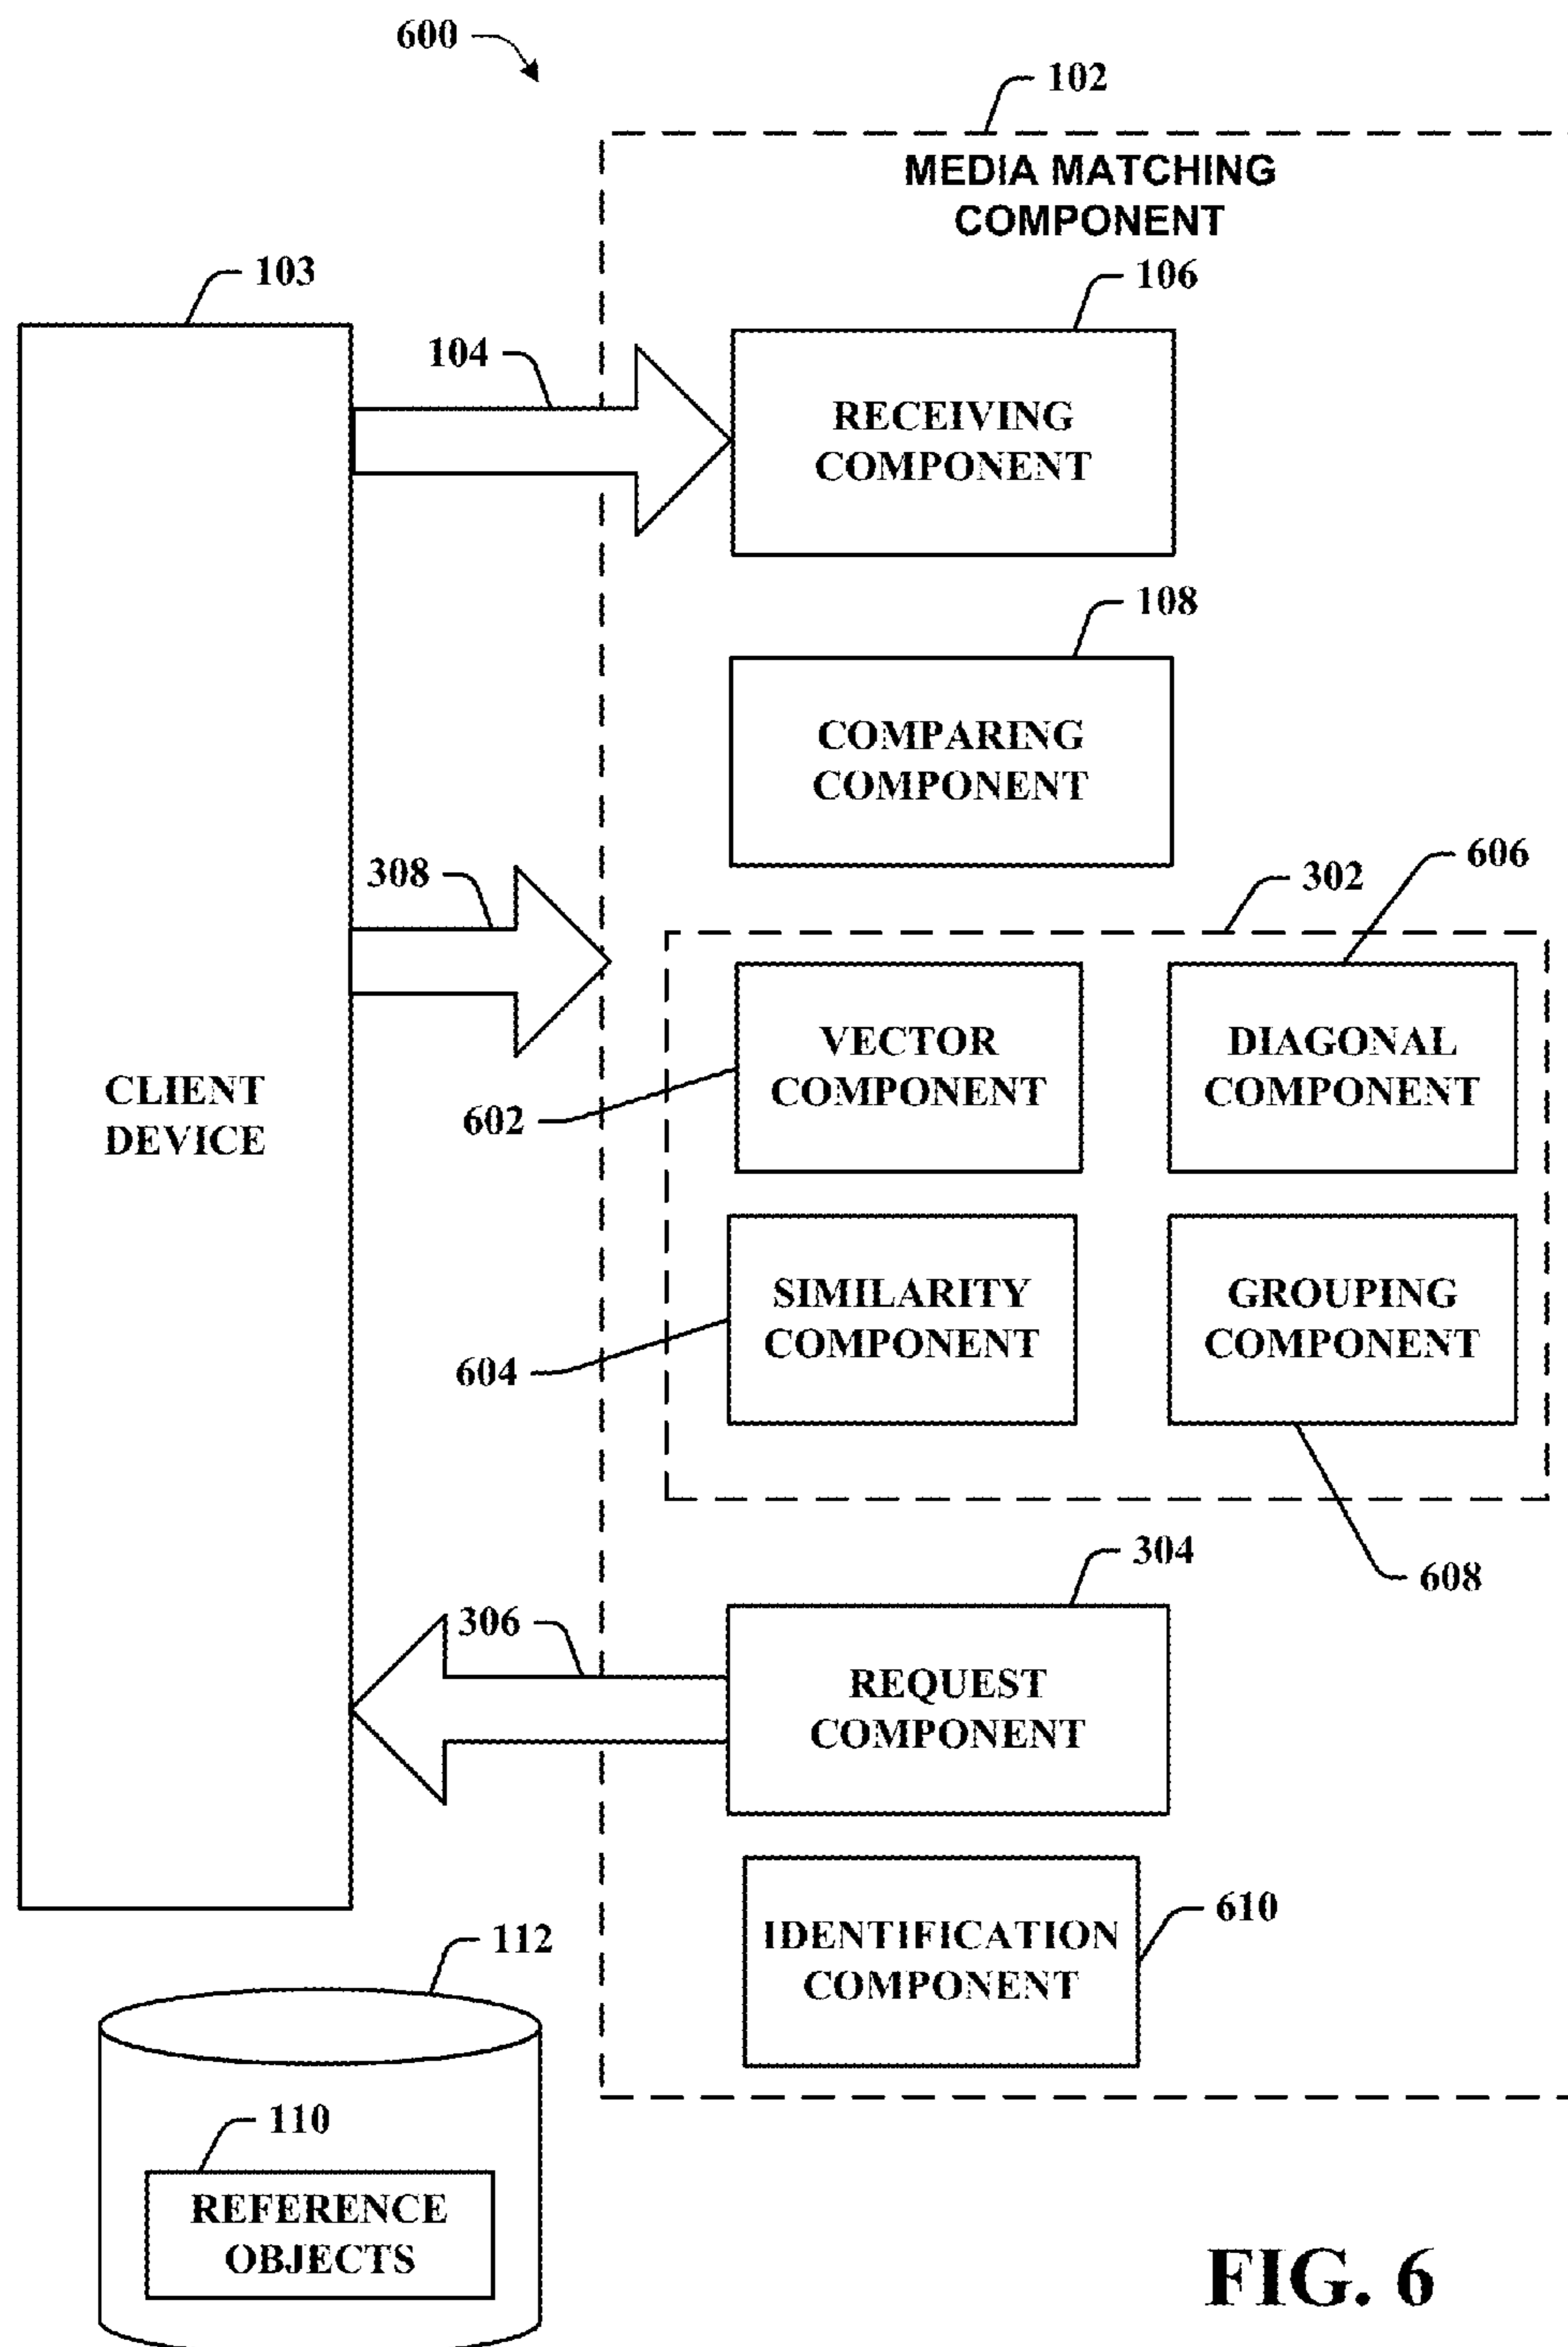 600
102
MEDIA MATCHING
COMPONENT
103
106
104
RECEIVING
COMPONENT
108
COMPARING
COMPONENT
308
302
606
VECTOR
COMPONENT
DIAGONAL
COMPONENT
CLIENT
DEVICE
602
SIMILARITY
COMPONENT
GROUPING
COMPONENT
604
304
608
306
REQUEST
COMPONENT
610
IDENTIFICATION
COMPONENT
112
110
REFERENCE
OBJECTS
FIG. 6